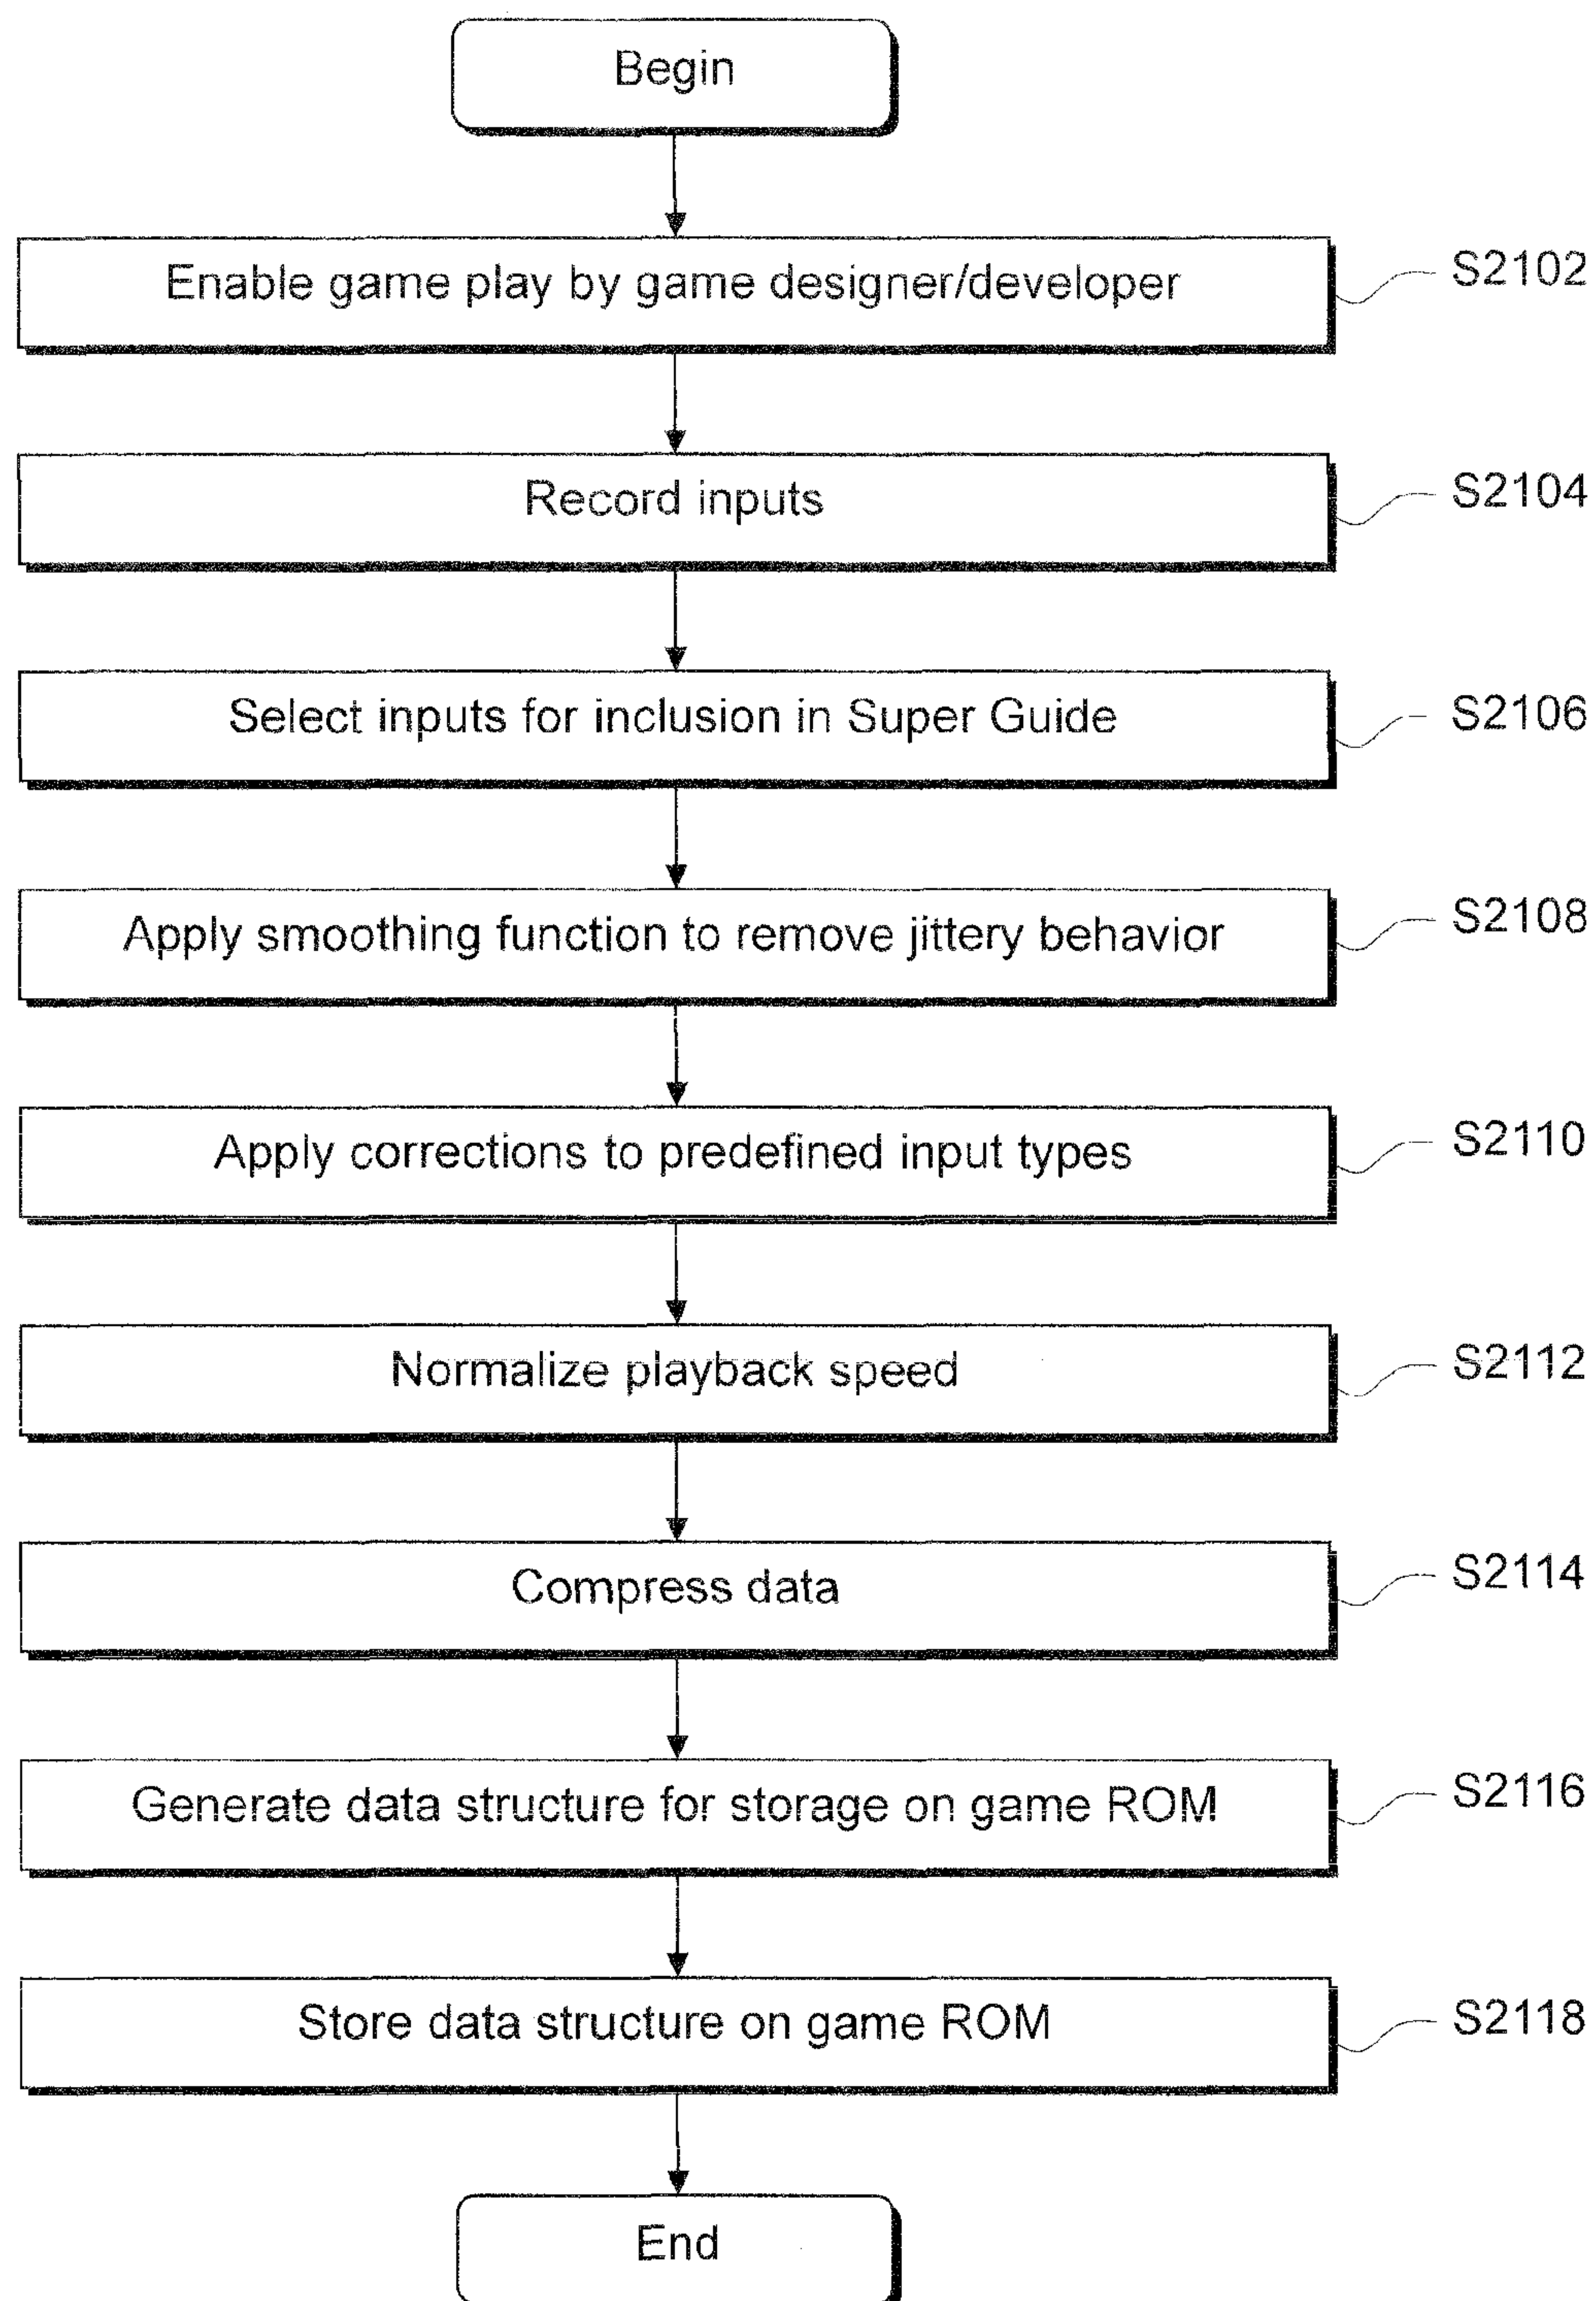 Begin
Enable game play by game designer/developer
S2102
Record inputs
S2104
Select inputs for inclusion in Super Guide
S2106
Apply smoothing function to remove jittery behavior
S2108
Apply corrections to predefined input types
S2110
Normalize playback speed
S2112
Compress data
S2114
Generate data structure for storage on game ROM
S2116
Store data structure on game ROM
S2118
End